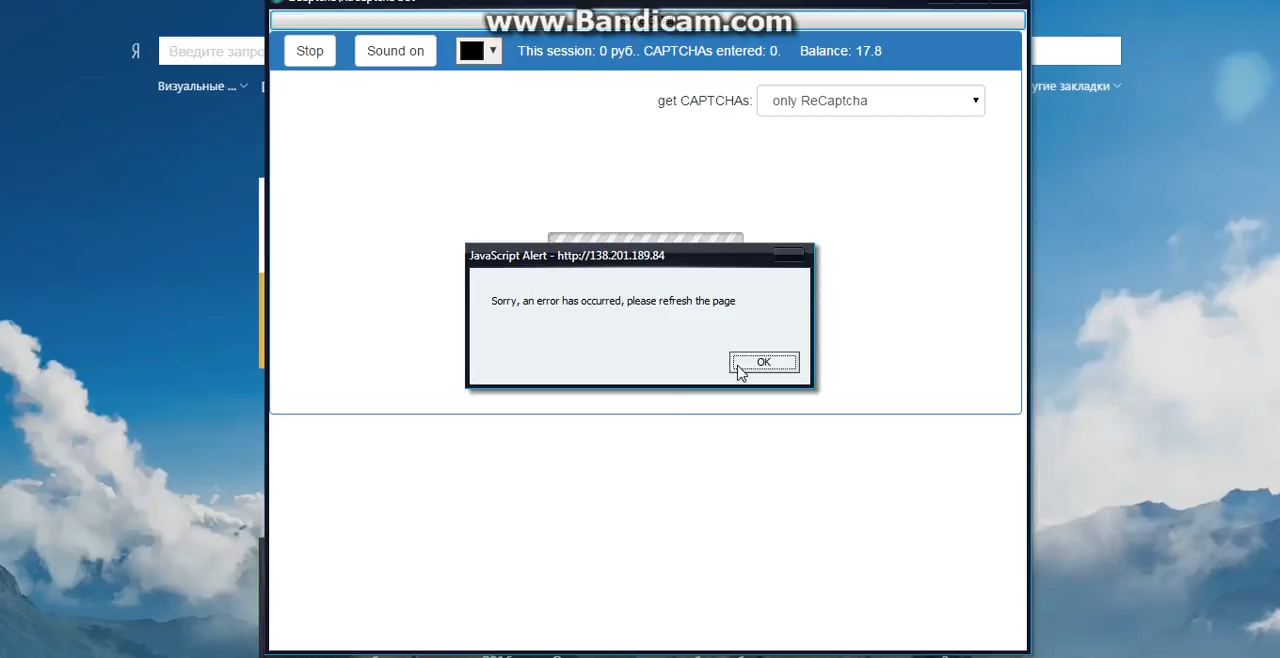 www.Bandicam.com
Stop
Sound on
This session: 0 руб.. CAPTCHAs entered: 0.
Balance: 17.8
Я
Введите запро
Визуальные ...
угие закладки
get CAPTCHAs:
only ReCaptcha
JavaScript Alert - http://138.201.189.84
Sorry, an error has occurred, please refresh the page
OK